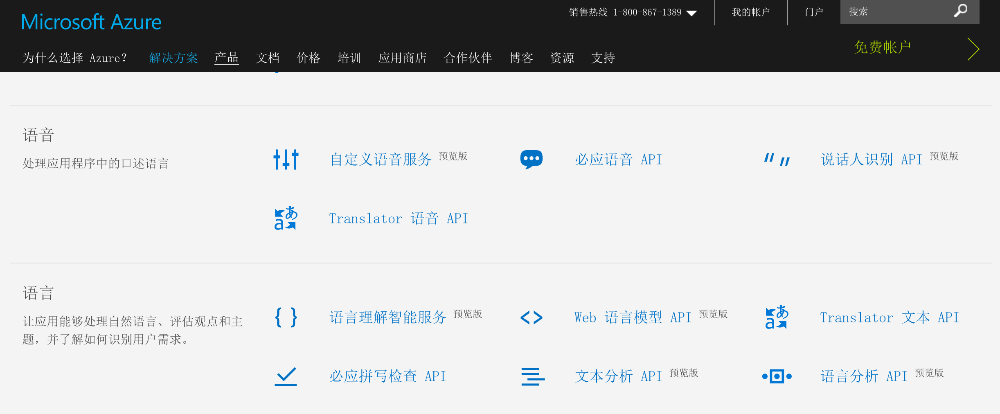 Microsoft Azure
销售热线 1-800-867-1389
我的帐户
门户
搜索
为什么选择 Azure?
解决方案
产品
文档
价格
培训
应用商店
合作伙伴
博客
资源
支持
免费帐户
语音
处理应用程序中的口述语言
自定义语音服务 预览版
必应语音 API
说话人识别 API 预览版
Translator 语音 API
语言
让应用能够处理自然语言、评估观点和主
题，并了解如何识别用户需求。
语言理解智能服务 预览版
Web 语言模型 API 预览版
Translator 文本 API
必应拼写检查 API
文本分析 API 预览版
语言分析 API 预览版